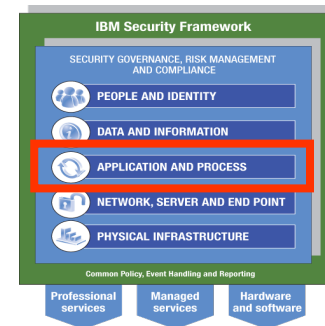 IBM Security Framework
SECURITY GOVERNANCE, RISK MANAGEMENT
AND COMPLIANCE
PEOPLE AND IDENTITY
DATA AND INFORMATION
APPLICATION AND PROCESS
NETWORK, SERVER AND END POINT
PHYSICAL INFRASTRUCTURE
Common Policy, Event Handling and Reporting
Professional
services
Managed
services
Hardware
and software